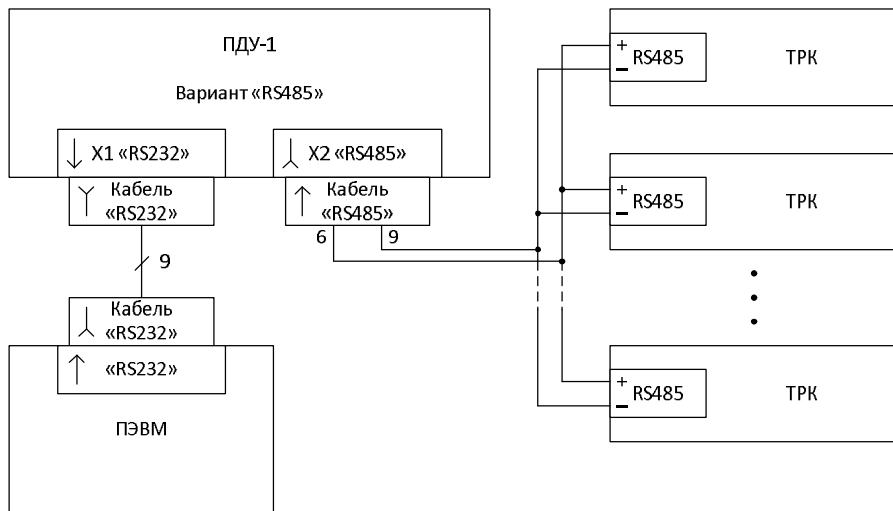 ПДУ-1
Вариант «RS485»
X1 «RS232»
X2 «RS485»
Кабель
«RS232»
Кабель
«RS485»
6
9
9
Кабель
«RS232»
«RS232»
ПЭВМ
+
−
RS485
ТРК
+
−
RS485
ТРК
+
−
RS485
ТРК